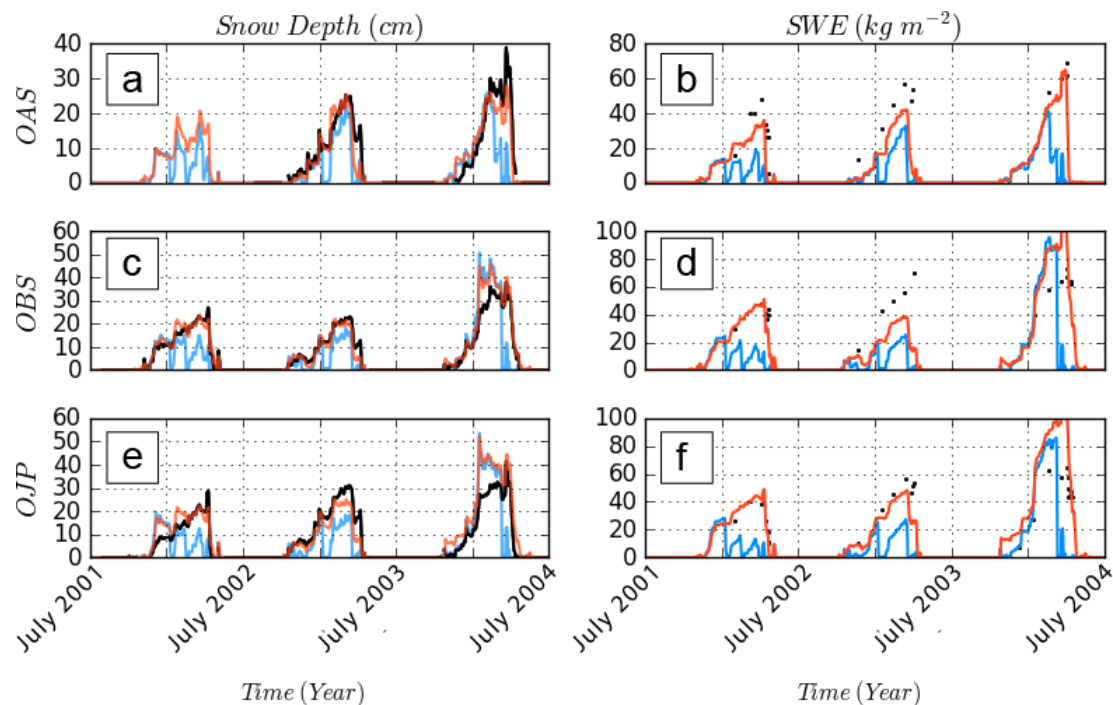 Snow Depth (cm)
SWE (kg m⁻²)
40
30
20
10
0
OAS
a
80
60
40
20
0
b
60
50
40
30
20
10
0
OBS
c
100
80
60
40
20
0
d
60
50
40
30
20
10
0
OJP
e
100
80
60
40
20
0
f
July 2001
July 2002
July 2003
July 2004
July 2001
July 2002
July 2003
July 2004
Time (Year)
Time (Year)